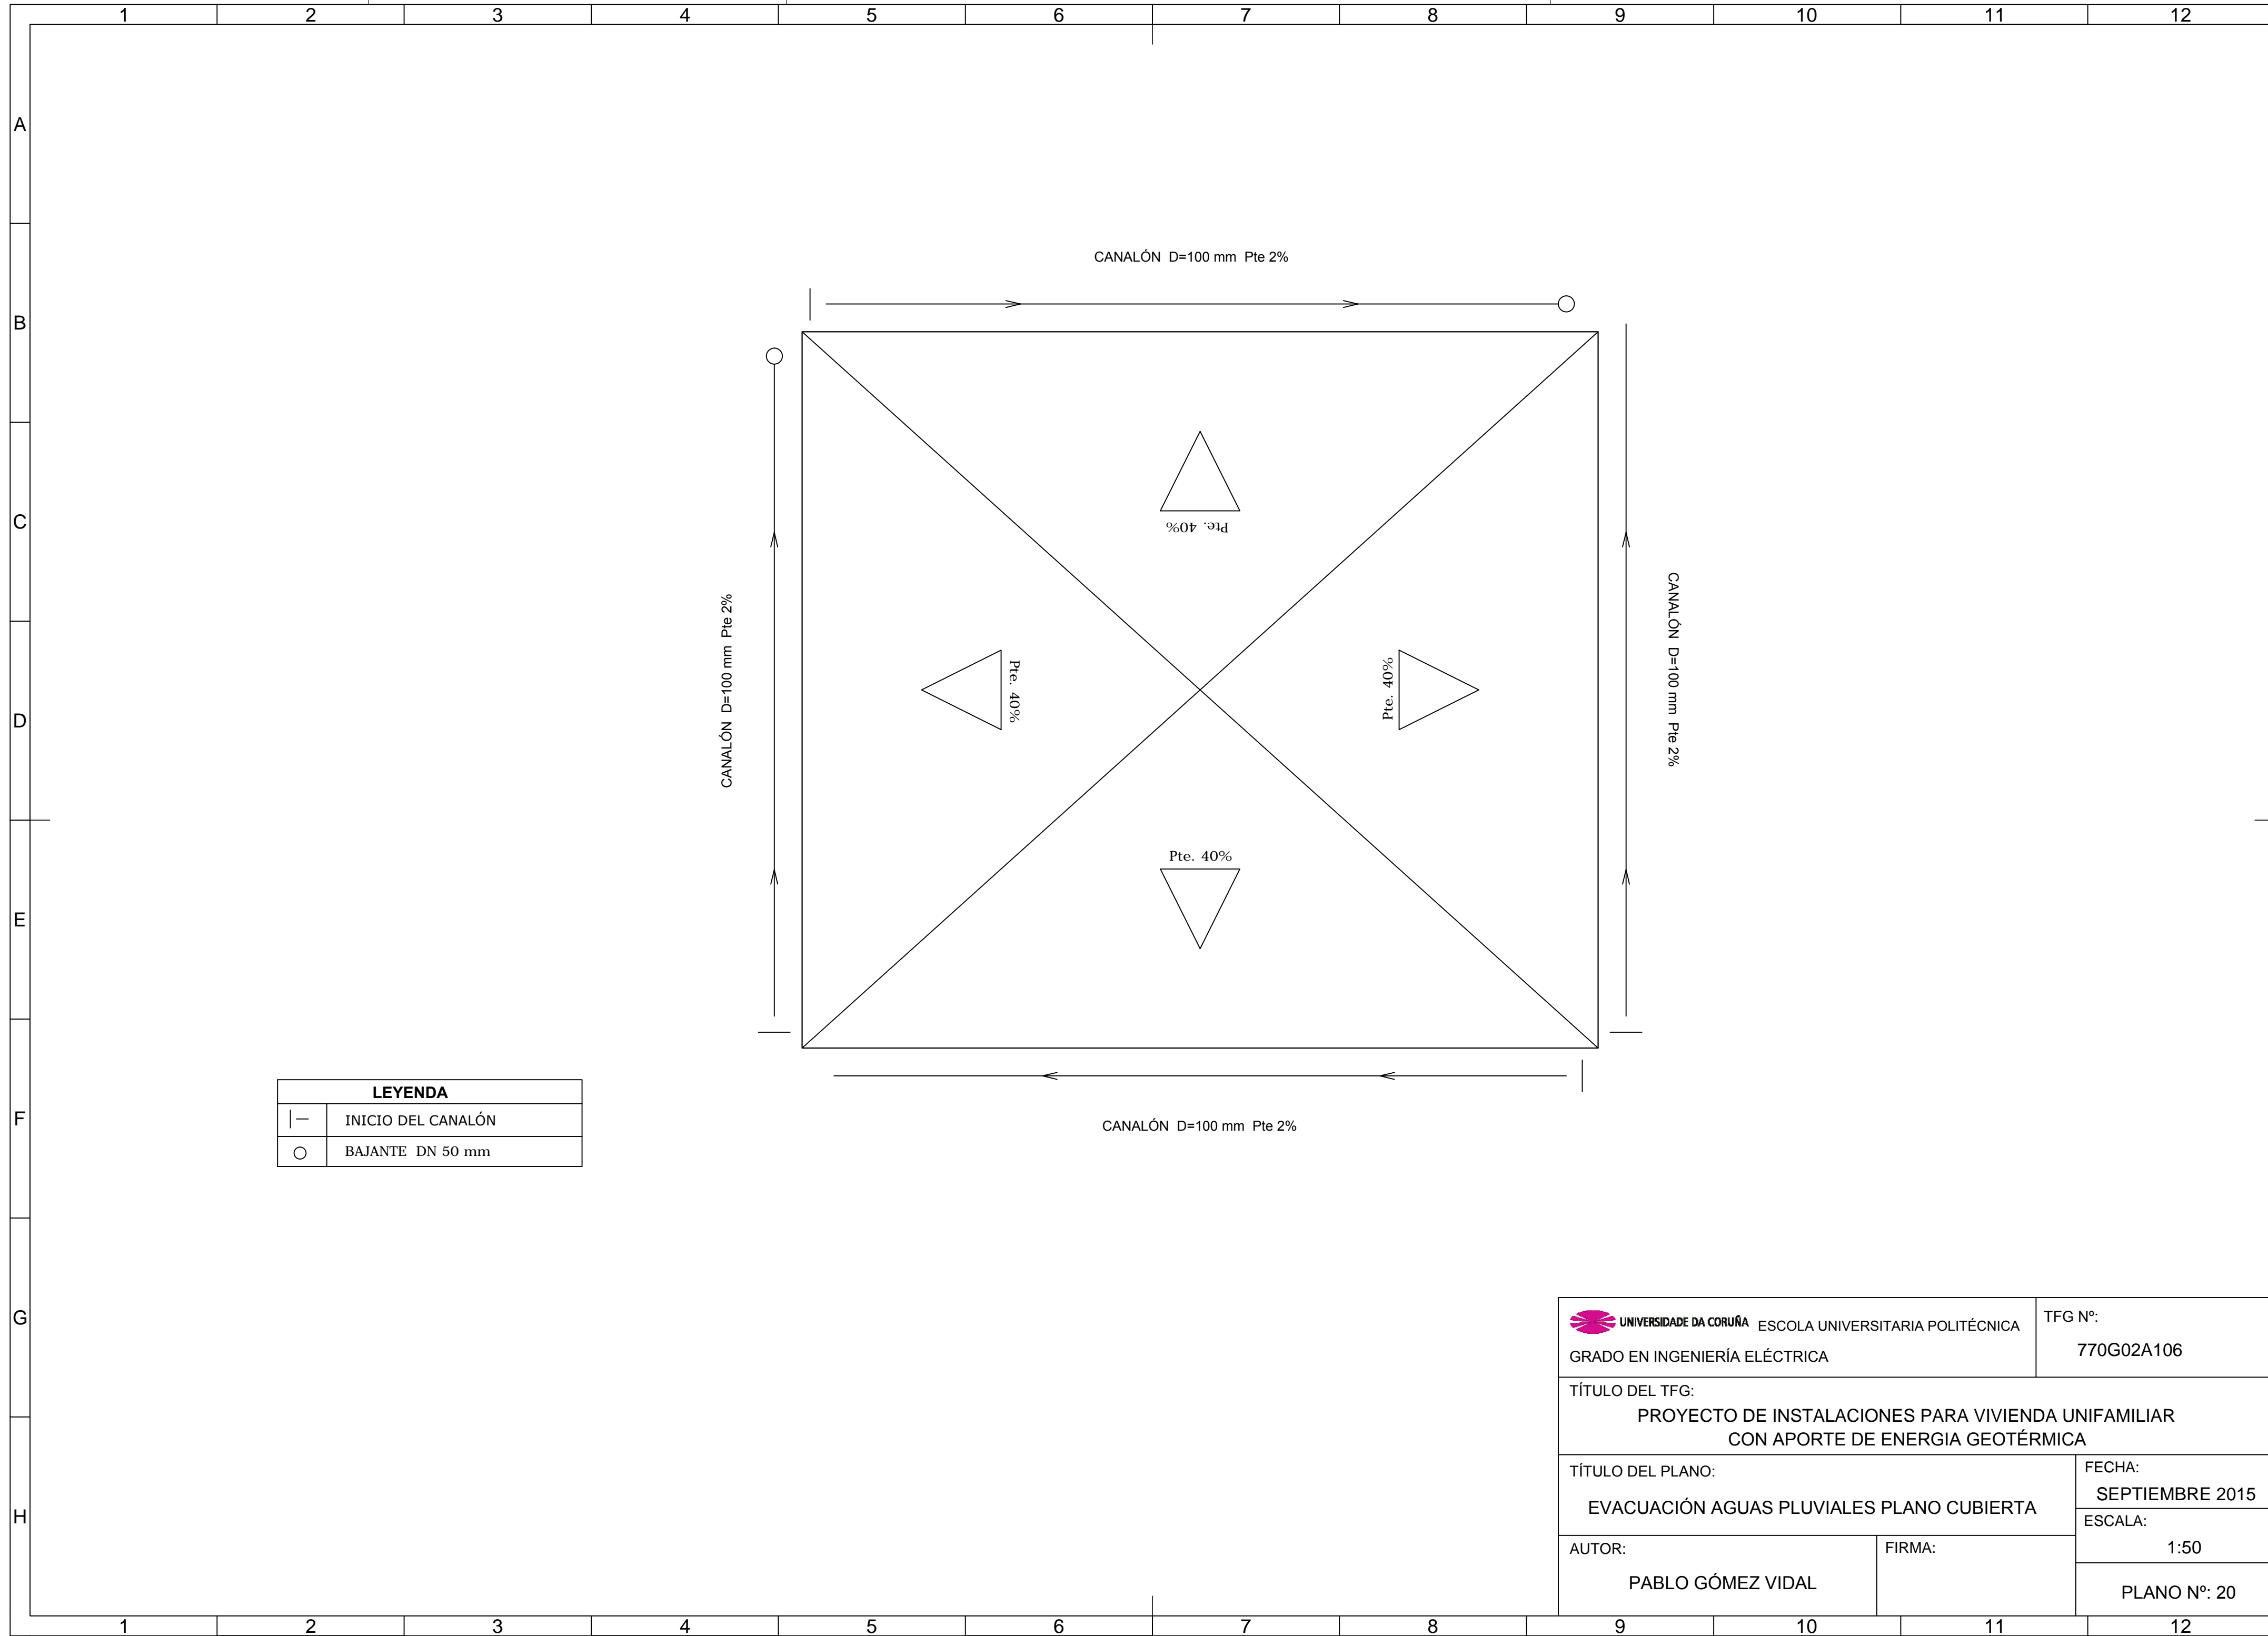 1 2 3 4 5 6 7 8 9 10 11 12
A
B
C
D
E
F
G
H
CANALÓN D=100 mm Pte 2%
Pte. 40%
CANALÓN D=100 mm Pte 2%
Pte. 40%
Pte. 40%
CANALÓN D=100 mm Pte 2%
Pte. 40%
CANALÓN D=100 mm Pte 2%
LEYENDA
INICIO DEL CANALÓN
BAJANTE DN 50 mm
UNIVERSIDADE DA CORUÑA ESCOLA UNIVERSITARIA POLITÉCNICA
GRADO EN INGENIERÍA ELÉCTRICA
TFG Nº:
770G02A106
TÍTULO DEL TFG:
PROYECTO DE INSTALACIONES PARA VIVIENDA UNIFAMILIAR
CON APORTE DE ENERGIA GEOTÉRMICA
TÍTULO DEL PLANO:
EVACUACIÓN AGUAS PLUVIALES PLANO CUBIERTA
FECHA:
SEPTIEMBRE 2015
ESCALA:
1:50
AUTOR:
PABLO GÓMEZ VIDAL
FIRMA:
PLANO Nº: 20
1 2 3 4 5 6 7 8 9 10 11 12